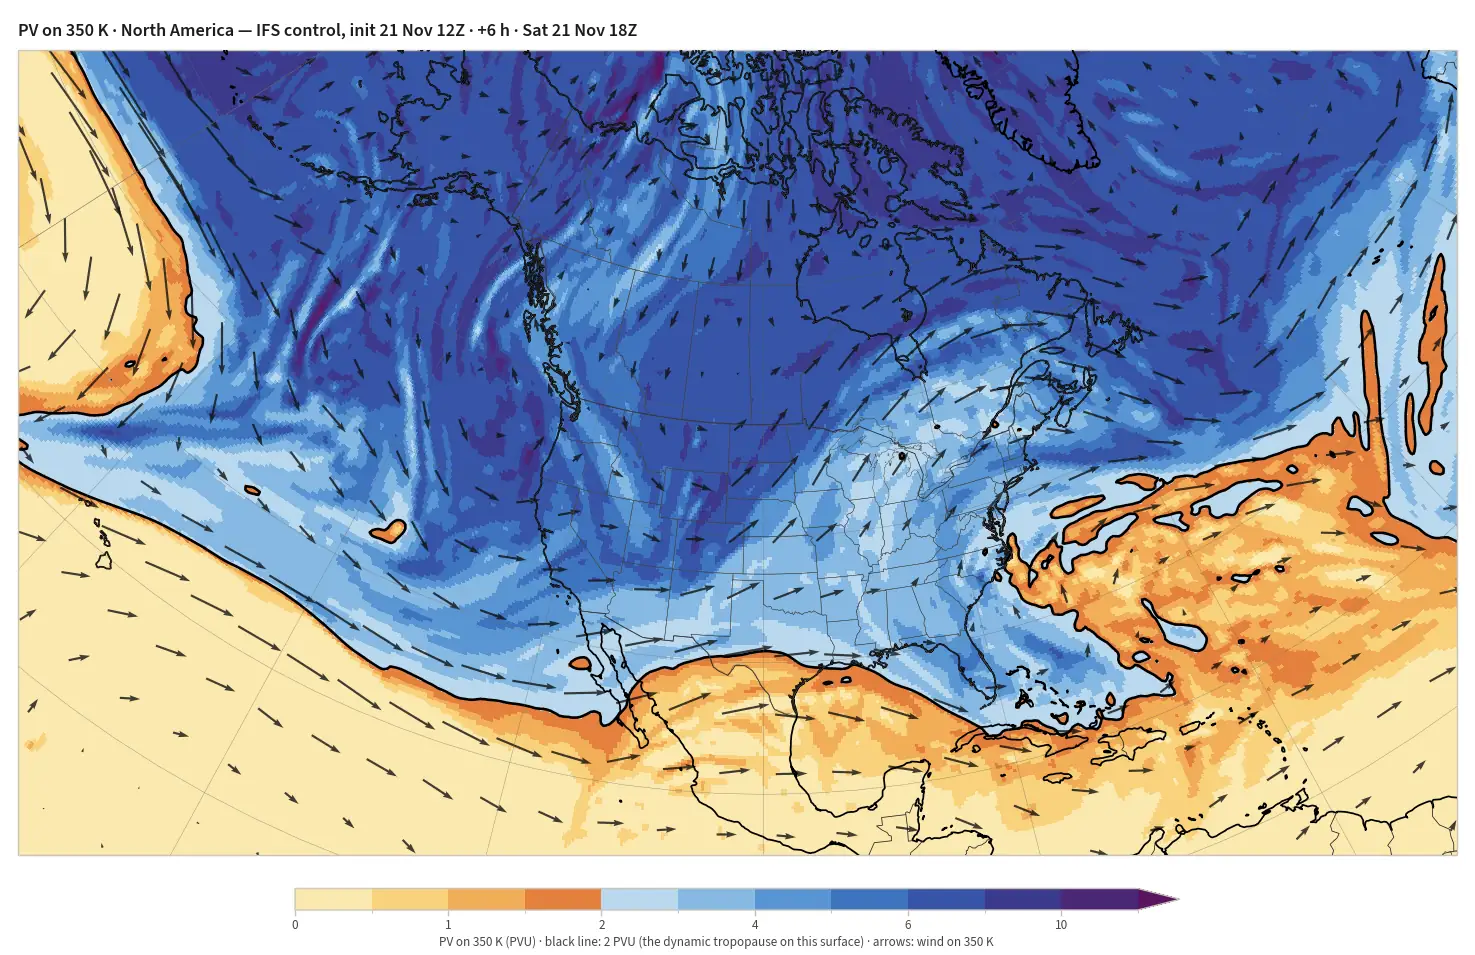 PV on 350 K · North America — IFS control, init 21 Nov 12Z · +6 h · Sat 21 Nov 18Z
0 1 2 4 6 10
PV on 350 K (PVU) · black line: 2 PVU (the dynamic tropopause on this surface) · arrows: wind on 350 K